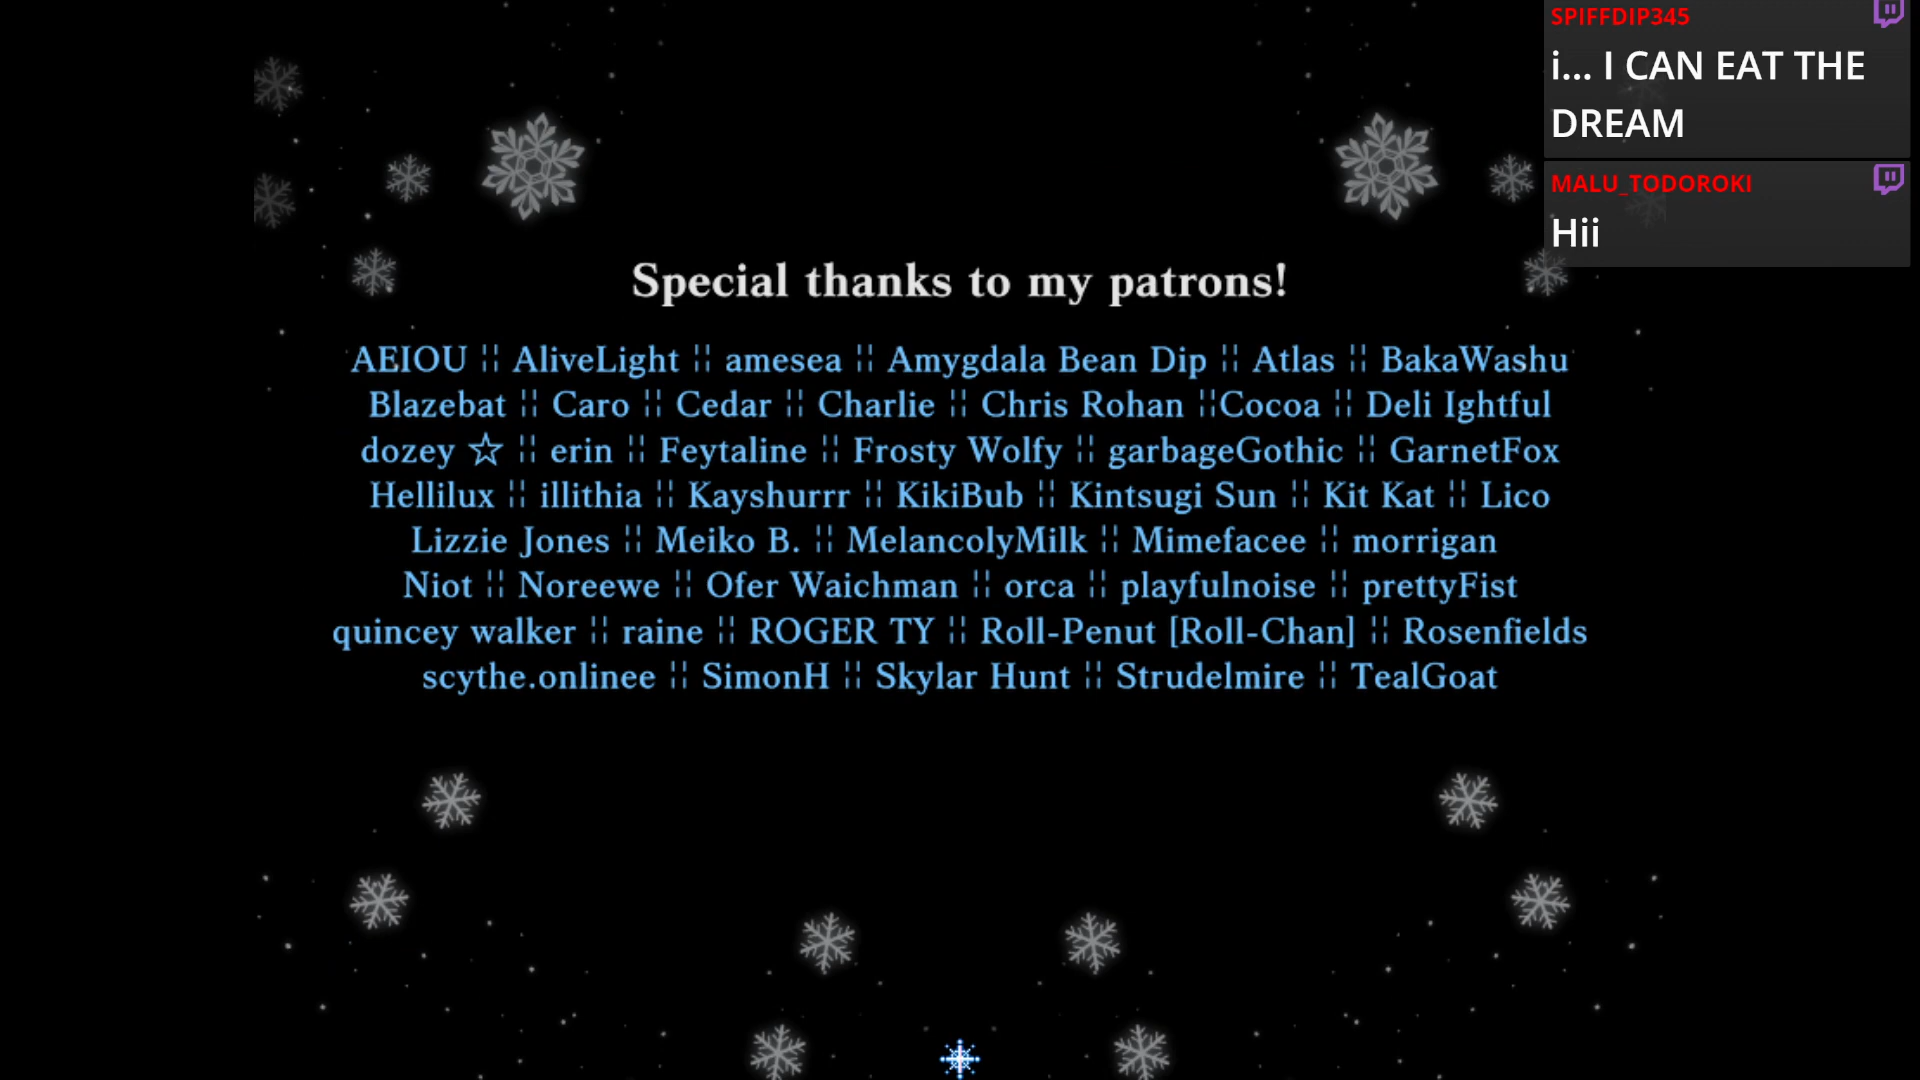 SPIFFDIP345
i... I CAN EAT THE
DREAM
MALU_TODOROKI
Hii
Special thanks to my patrons!
AEIOU ¦¦ AliveLight ¦¦ amesea ¦¦ Amygdala Bean Dip ¦¦ Atlas ¦¦ BakaWashu
Blazebat ¦¦ Caro ¦¦ Cedar ¦¦ Charlie ¦¦ Chris Rohan ¦¦Cocoa ¦¦ Deli Ightful
dozey ☆ ¦¦ erin ¦¦ Feytaline ¦¦ Frosty Wolfy ¦¦ garbageGothic ¦¦ GarnetFox
Hellilux ¦¦ illithia ¦¦ Kayshurrr ¦¦ KikiBub ¦¦ Kintsugi Sun ¦¦ Kit Kat ¦¦ Lico
Lizzie Jones ¦¦ Meiko B. ¦¦ MelancolyMilk ¦¦ Mimefacee ¦¦ morrigan
Niot ¦¦ Noreewe ¦¦ Ofer Waichman ¦¦ orca ¦¦ playfulnoise ¦¦ prettyFist
quincey walker ¦¦ raine ¦¦ ROGER TY ¦¦ Roll-Penut [Roll-Chan] ¦¦ Rosenfields
scythe.onlinee ¦¦ SimonH ¦¦ Skylar Hunt ¦¦ Strudelmire ¦¦ TealGoat